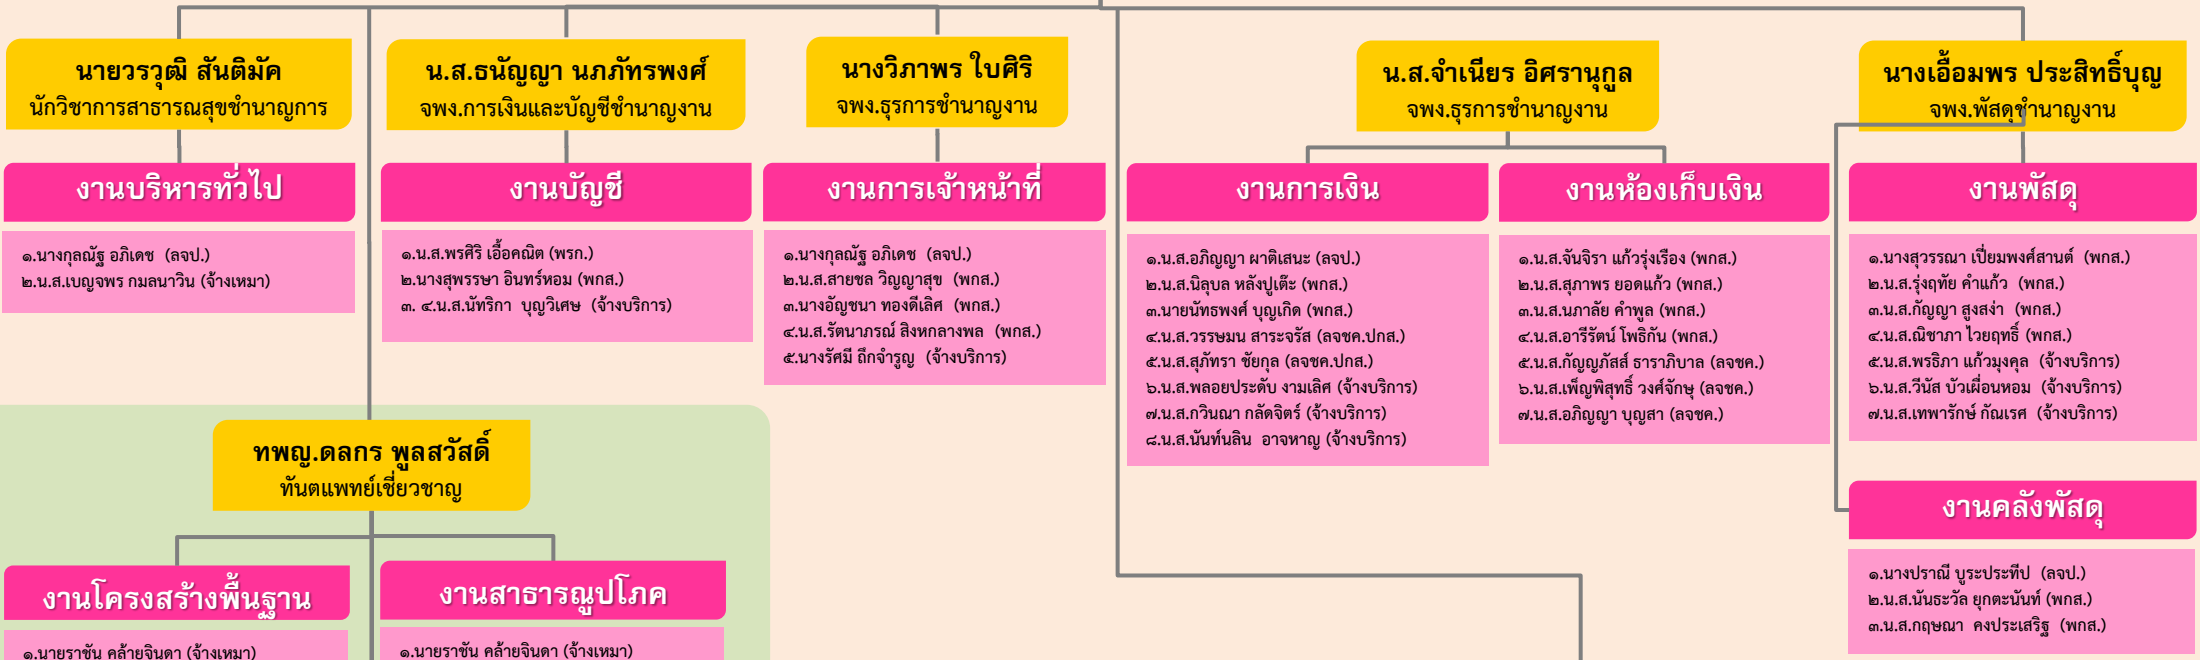 นายวรวุฒิ สันติมัค
นักวิชาการสาธารณสุขชำนาญการ
น.ส.ธนัญญา นภภัทรพงศ์
จพง.การเงินและบัญชีชำนาญงาน
นางวิภาพร ใบศิริ
จพง.ธุรการชำนาญงาน
น.ส.จำเนียร อิศรานุกูล
จพง.ธุรการชำนาญงาน
นางเอื้อมพร ประสิทธิ์บุญ
จพง.พัสดุชำนาญงาน
งานบริหารทั่วไป
๑.นางกุลณัฐ อภิเดช (ลจป.)
๒.น.ส.เบญจพร กมลนาวิน (จ้างเหมา)
งานบัญชี
๑.น.ส.พรศิริ เอื้อคณิต (พรก.)
๒.นางสุพรรษา อินทร์หอม (พกส.)
๓. ๔.น.ส.นัทริกา บุญวิเศษ (จ้างบริการ)
งานการเจ้าหน้าที่
๑.นางกุลณัฐ อภิเดช (ลจป.)
๒.น.ส.สายชล วิญญาสุข (พกส.)
๓.นางอัญชนา ทองดีเลิศ (พกส.)
๔.น.ส.รัตนาภรณ์ สิงหกลางพล (พกส.)
๕.นางรัศมี ถึกจำรูญ (จ้างบริการ)
งานการเงิน
๑.น.ส.อภิญญา ผาติเสนะ (ลจป.)
๒.น.ส.นิลุบล หลังปูเต๊ะ (พกส.)
๓.นายนัทธพงศ์ บุญเกิด (พกส.)
๔.น.ส.วรรษมน สาระจรัส (ลจชค.ปกส.)
๕.น.ส.สุภัทรา ชัยกุล (ลจชค.ปกส.)
๖.น.ส.พลอยประดับ งามเลิศ (จ้างบริการ)
๗.น.ส.กวินณา กลัดจิตร์ (จ้างบริการ)
๘.น.ส.นันท์นลิน อาจหาญ (จ้างบริการ)
งานห้องเก็บเงิน
๑.น.ส.จันจิรา แก้วรุ่งเรือง (พกส.)
๒.น.ส.สุภาพร ยอดแก้ว (พกส.)
๓.น.ส.นภาลัย คำพูล (พกส.)
๔.น.ส.อารีรัตน์ โพธิกัน (พกส.)
๕.น.ส.กัญญภัสส์ ธาราภิบาล (ลจชค.)
๖.น.ส.เพ็ญพิสุทธิ์ วงศ์จักษุ (ลจชค.)
๗.น.ส.อภิญญา บุญสา (ลจชค.)
งานพัสดุ
๑.นางสุวรรณา เปี่ยมพงศ์สานต์ (พกส.)
๒.น.ส.รุ่งฤทัย คำแก้ว (พกส.)
๓.น.ส.กัญญา สูงสง่า (พกส.)
๔.น.ส.ณิชาภา ไวยฤทธิ์ (พกส.)
๕.น.ส.พรธิภา แก้วมุงคุล (จ้างบริการ)
๖.น.ส.วีนัส บัวเผื่อนหอม (จ้างบริการ)
๗.น.ส.เทพารักษ์ กัณเรศ (จ้างบริการ)
งานคลังพัสดุ
๑.นางปราณี บูระประทีป (ลจป.)
๒.น.ส.นันธะวัล ยุกตะนันท์ (พกส.)
๓.น.ส.กฤษณา คงประเสริฐ (พกส.)
ทพญ.ดลกร พูลสวัสดิ์
ทันตแพทย์เชี่ยวชาญ
งานโครงสร้างพื้นฐาน
๑.นายราชัน คล้ายจินดา (จ้างเหมา)
งานสาธารณูปโภค
๑.นายราชัน คล้ายจินดา (จ้างเหมา)